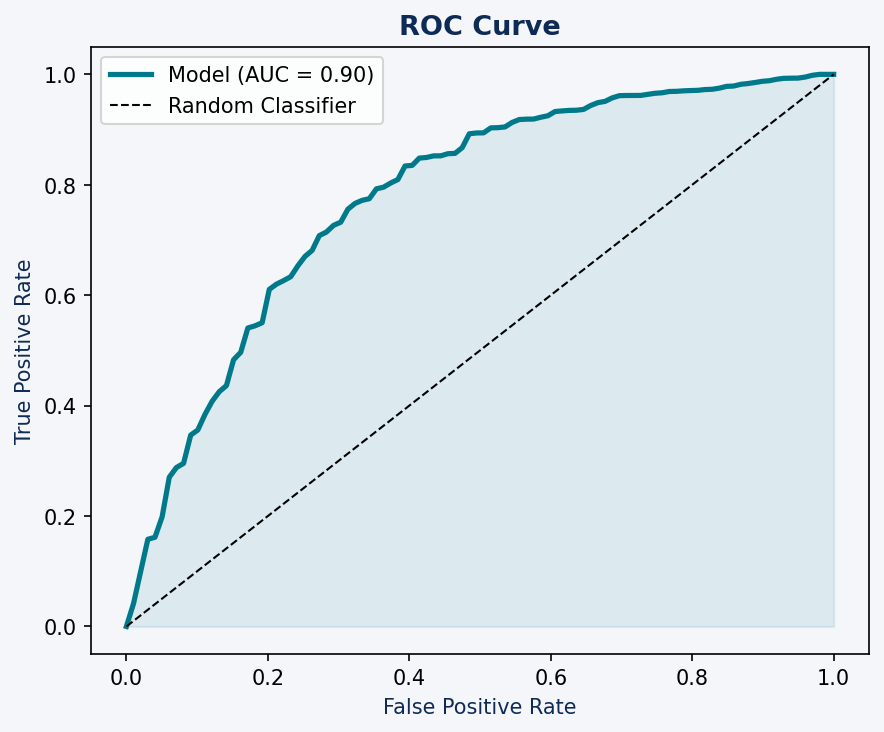 ROC Curve
Model (AUC = 0.90)
Random Classifier
1.0
0.8
0.6
0.4
0.2
0.0
True Positive Rate
0.0 0.2 0.4 0.6 0.8 1.0
False Positive Rate